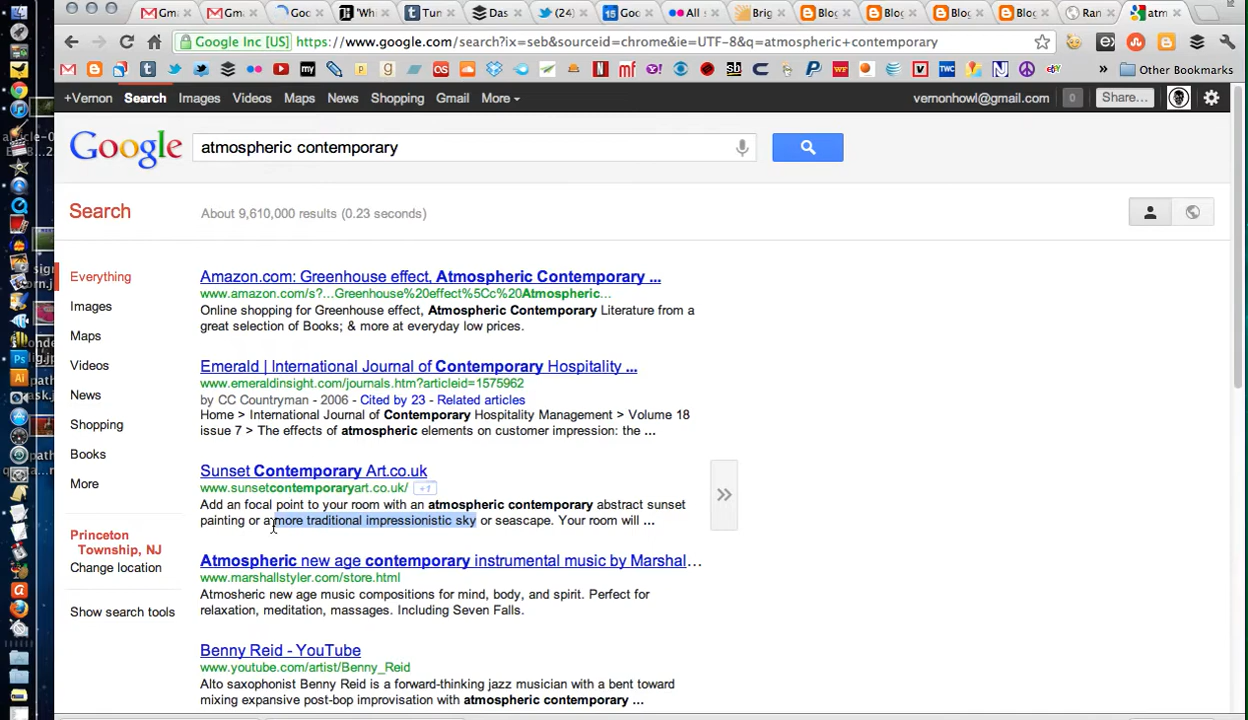 Gm
Gm
Goo
"Whi
Tun
Das
(24)
Goo
All
Brig
Blog
Blog
Blog
Blog
Ran
atm
Google Inc [US]
https://www.google.com/search?ix=seb&sourceid=chrome&ie=UTF-8&q=atmospheric+contemporary
Other Bookmarks
+Vernon Search Images Videos Maps News Shopping Gmail More
vernonhowl@gmail.com 0 Share...
Google
atmospheric contemporary
Search
About 9,610,000 results (0.23 seconds)
Everything
Images
Maps
Videos
News
Shopping
Books
More
Princeton
Township, NJ
Change location
Show search tools
Amazon.com: Greenhouse effect, Atmospheric Contemporary ...
www.amazon.com/s?...Greenhouse%20effect%5Cc%20Atmospheric...
Online shopping for Greenhouse effect, Atmospheric Contemporary Literature from a
great selection of Books; & more at everyday low prices.
Emerald | International Journal of Contemporary Hospitality ...
www.emeraldinsight.com/journals.htm?articleid=1575962
by CC Countryman - 2006 - Cited by 23 - Related articles
Home > International Journal of Contemporary Hospitality Management > Volume 18
issue 7 > The effects of atmospheric elements on customer impression: the ...
Sunset Contemporary Art.co.uk
www.sunsetcontemporaryart.co.uk/ +1
Add an focal point to your room with an atmospheric contemporary abstract sunset
painting or a more traditional impressionistic sky or seascape. Your room will ...
Atmospheric new age contemporary instrumental music by Marshal...
www.marshallstyler.com/store.html
Atmosheric new age music compositions for mind, body, and spirit. Perfect for
relaxation, meditation, massages. Including Seven Falls.
Benny Reid - YouTube
www.youtube.com/artist/Benny_Reid
Alto saxophonist Benny Reid is a forward-thinking jazz musician with a bent toward
mixing expansive post-bop improvisation with atmospheric contemporary ...